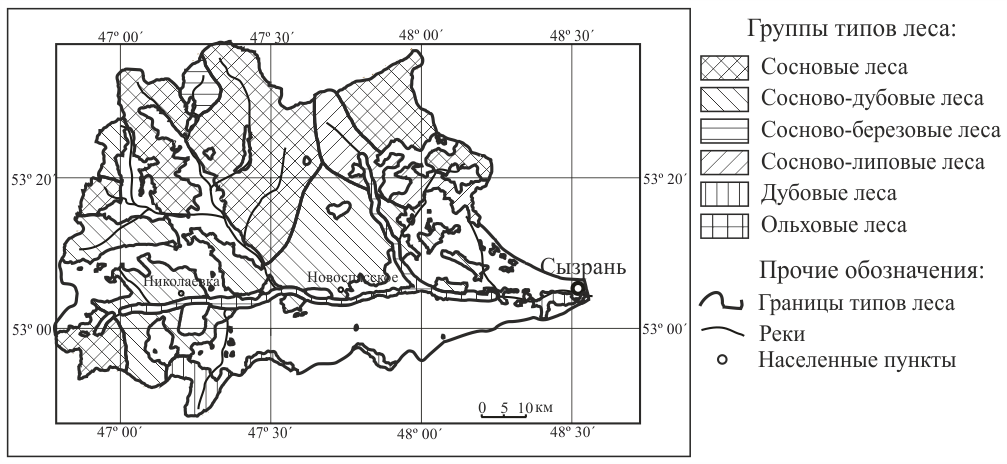 47º 00´ 47º 30´ 48º 00´ 48º 30´
53º 20´ 53º 20´
Сызрань
Николаевка
Новоспасское
53º 00´ 53º 00´
0 5 10 км
47º 00´ 47º 30´ 48º 00´ 48º 30´
Группы типов леса:
Сосновые леса
Сосново-дубовые леса
Сосново-березовые леса
Сосново-липовые леса
Дубовые леса
Ольховые леса
Прочие обозначения:
Границы типов леса
Реки
Населенные пункты